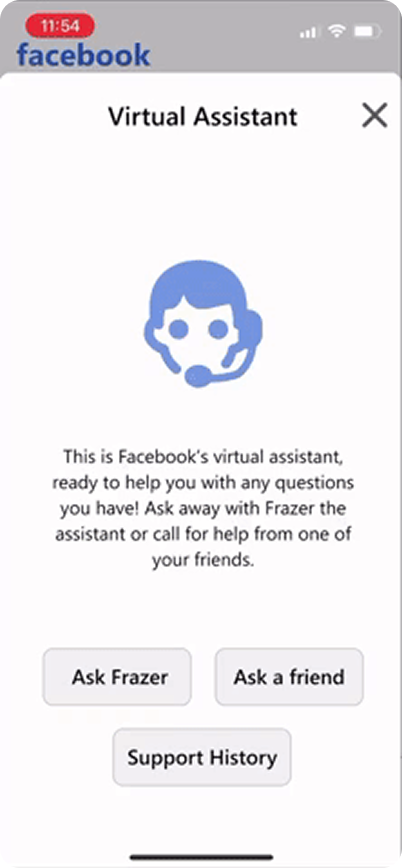 11:54
facebook
Virtual Assistant
This is Facebook's virtual assistant,
ready to help you with any questions
you have! Ask away with Frazer the
assistant or call for help from one of
your friends.
Ask Frazer
Ask a friend
Support History